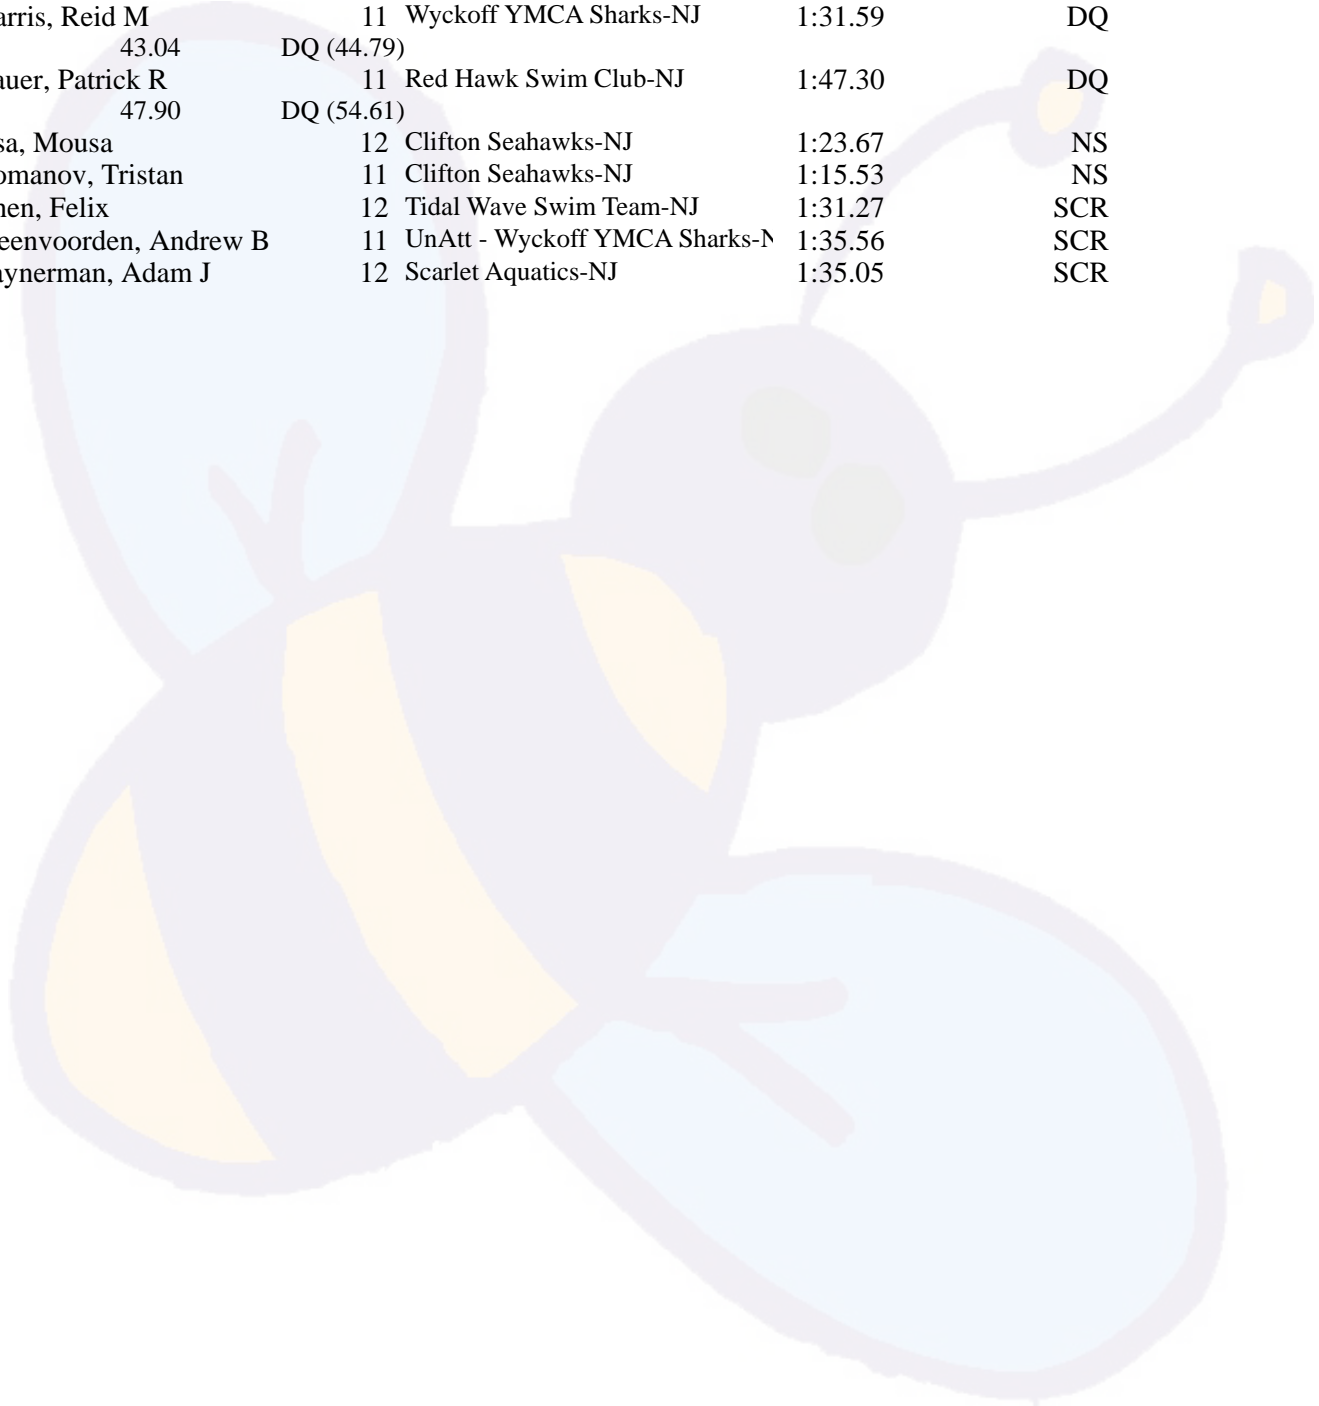 arris, Reid M 11 Wyckoff YMCA Sharks-NJ 1:31.59 DQ
43.04 DQ (44.79)
auer, Patrick R 11 Red Hawk Swim Club-NJ 1:47.30 DQ
47.90 DQ (54.61)
sa, Mousa 12 Clifton Seahawks-NJ 1:23.67 NS
omanov, Tristan 11 Clifton Seahawks-NJ 1:15.53 NS
hen, Felix 12 Tidal Wave Swim Team-NJ 1:31.27 SCR
eenvoorden, Andrew B 11 UnAtt - Wyckoff YMCA Sharks-N 1:35.56 SCR
aynerman, Adam J 12 Scarlet Aquatics-NJ 1:35.05 SCR